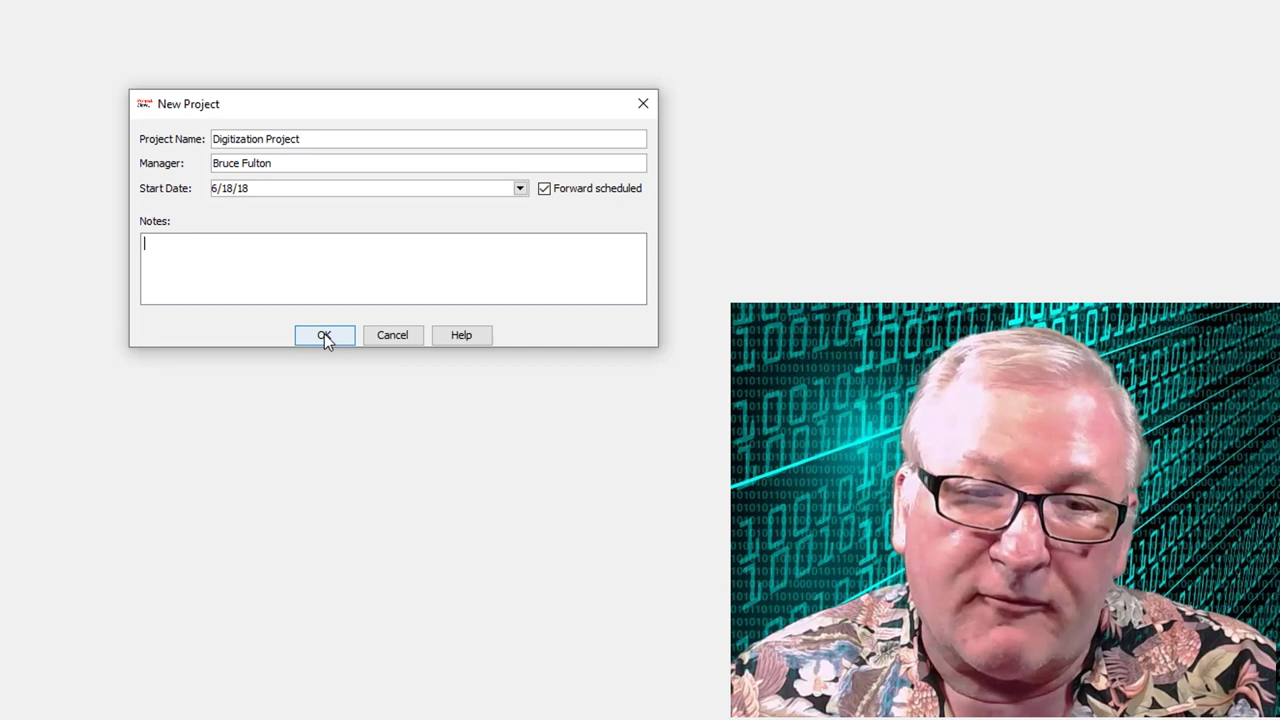 New Project
Project Name: Digitization Project
Manager: Bruce Fulton
Start Date: 6/18/18 Forward scheduled
Notes:
OK Cancel Help